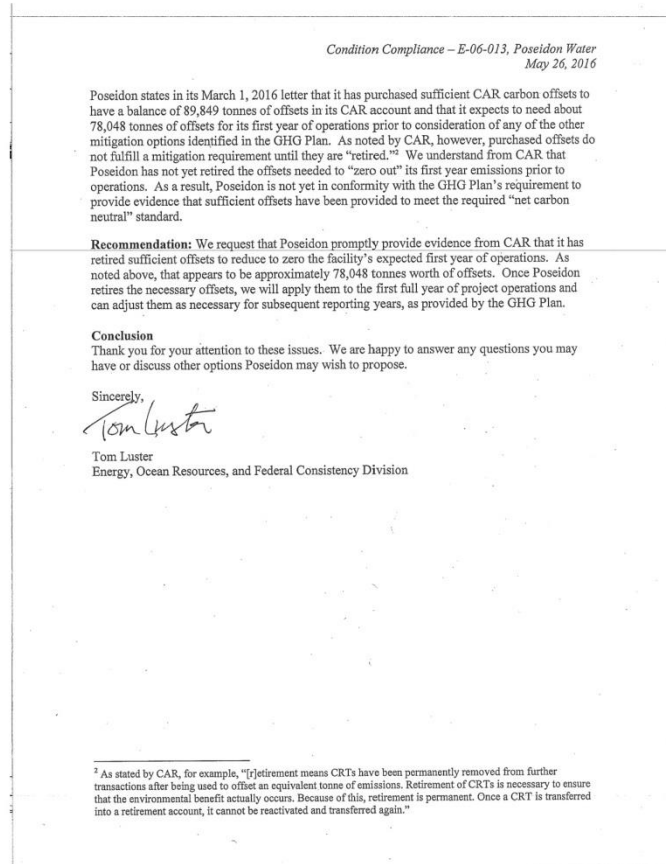 Condition Compliance – E-06-013, Poseidon Water
May 26, 2016
Poseidon states in its March 1, 2016 letter that it has purchased sufficient CAR carbon offsets to
have a balance of 89,849 tonnes of offsets in its CAR account and that it expects to need about
78,048 tonnes of offsets for its first year of operations prior to consideration of any of the other
mitigation options identified in the GHG Plan. As noted by CAR, however, purchased offsets do
not fulfill a mitigation requirement until they are “retired.”² We understand from CAR that
Poseidon has not yet retired the offsets needed to “zero out” its first year emissions prior to
operations. As a result, Poseidon is not yet in conformity with the GHG Plan’s requirement to
provide evidence that sufficient offsets have been provided to meet the required “net carbon
neutral” standard.
Recommendation: We request that Poseidon promptly provide evidence from CAR that it has
retired sufficient offsets to reduce to zero the facility’s expected first year of operations. As
noted above, that appears to be approximately 78,048 tonnes worth of offsets. Once Poseidon
retires the necessary offsets, we will apply them to the first full year of project operations and
can adjust them as necessary for subsequent reporting years, as provided by the GHG Plan.
Conclusion
Thank you for your attention to these issues. We are happy to answer any questions you may
have or discuss other options Poseidon may wish to propose.
Sincerely,
Tom Luster
Tom Luster
Energy, Ocean Resources, and Federal Consistency Division
² As stated by CAR, for example, “[r]etirement means CRTs have been permanently removed from further
transactions after being used to offset an equivalent tonne of emissions. Retirement of CRTs is necessary to ensure
that the environmental benefit actually occurs. Because of this, retirement is permanent. Once a CRT is transferred
into a retirement account, it cannot be reactivated and transferred again.”